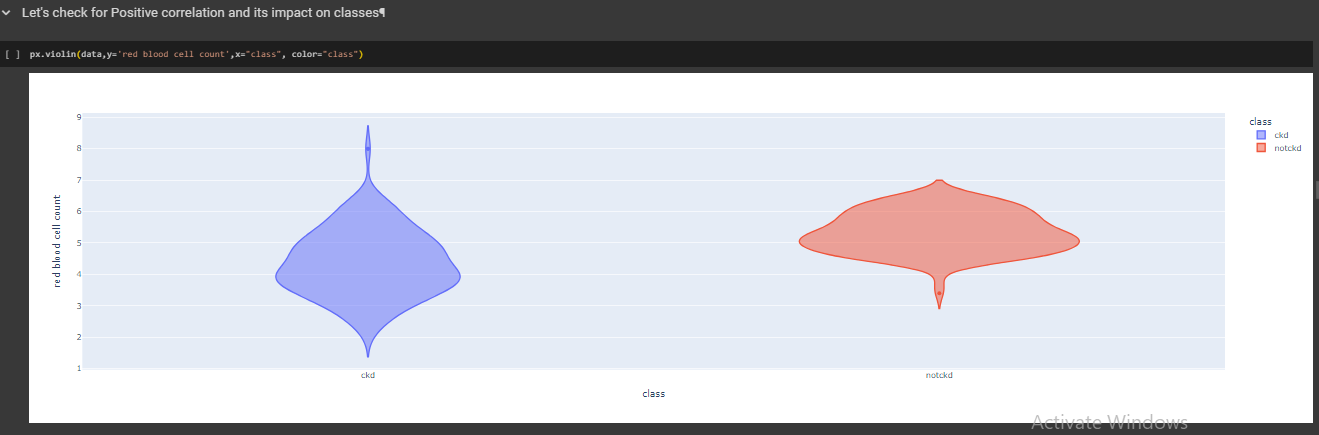 Let's check for Positive correlation and its impact on classes¶
[ ] px.violin(data,y='red blood cell count',x="class", color="class")
9
8
7
6
5
4
3
2
1
red blood cell count
ckd
notckd
class
class
ckd
notckd
Activate Windows